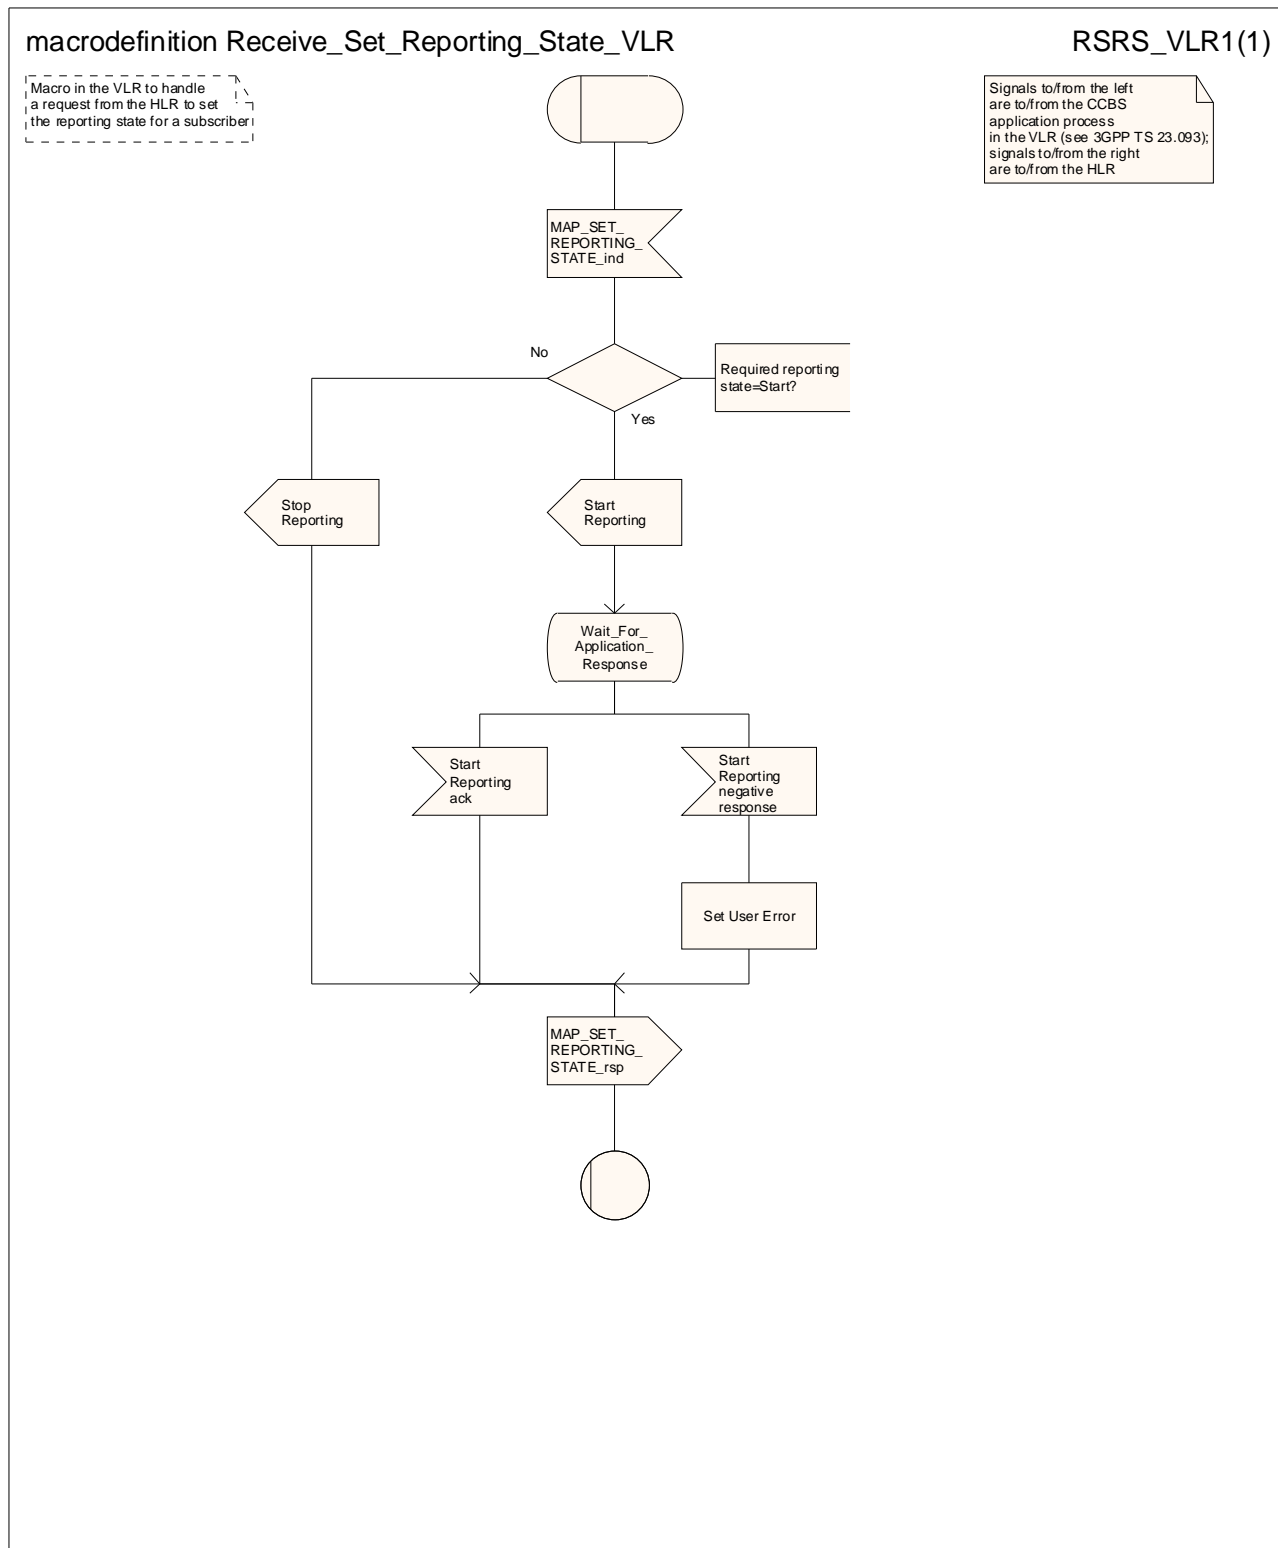 macrodefinition Receive_Set_Reporting_State_VLR
RSRS_VLR1(1)
Macro in the VLR to handle
a request from the HLR to set
the reporting state for a subscriber
Signals to/from the left
are to/from the CCBS
application process
in the VLR (see 3GPP TS 23.093);
signals to/from the right
are to/from the HLR
MAP_SET_
REPORTING_
STATE_ind
No
Required reporting
state=Start?
Yes
Stop
Reporting
Start
Reporting
Wait_For_
Application_
Response
Start
Reporting
ack
Start
Reporting
negative
response
Set User Error
MAP_SET_
REPORTING_
STATE_rsp